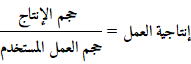 إنتاجية العمل = حجم الإنتاج
حجم العمل المستخدم